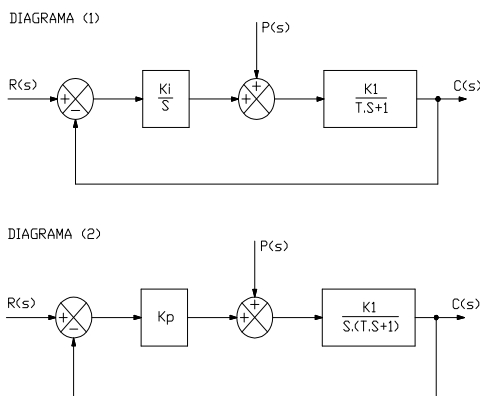 DIAGRAMA (1)
P(s)
R(s)
+
−
Ki
S
+
+
K1
T.S+1
C(s)
DIAGRAMA (2)
P(s)
R(s)
+
−
Kp
+
+
K1
S.(T.S+1)
C(s)